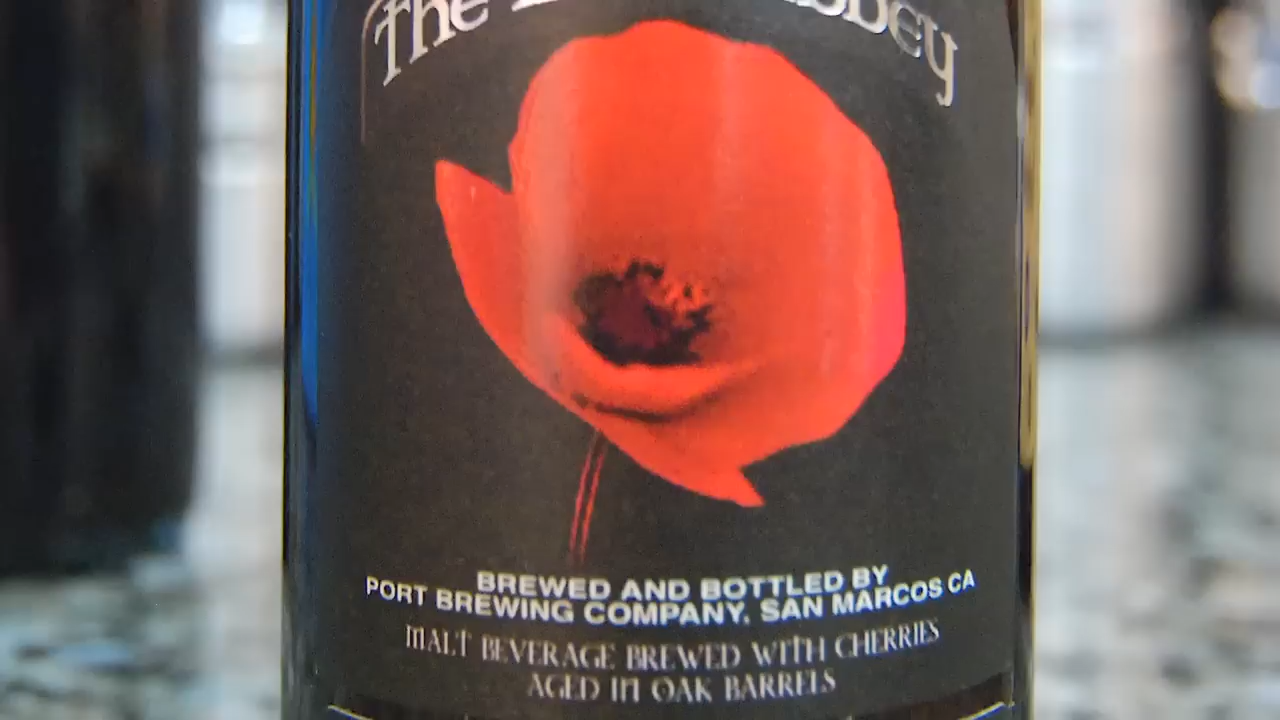 The Abbey
BREWED AND BOTTLED BY
PORT BREWING COMPANY. SAN MARCOS CA
MALT BEVERAGE BREWED WITH CHERRIES
AGED IN OAK BARRELS